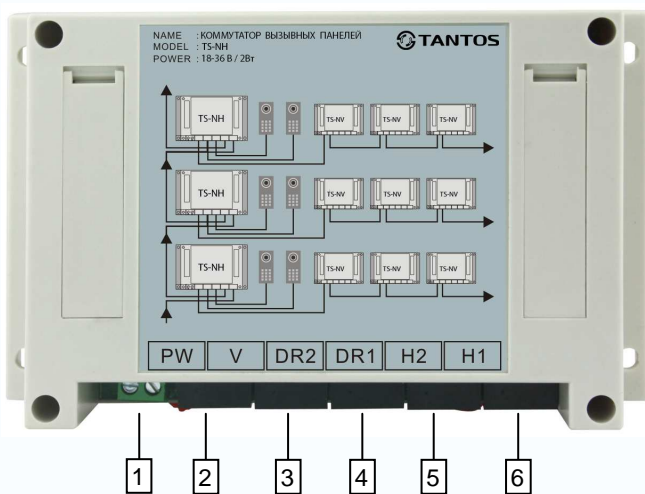 NAME : КОММУТАТОР ВЫЗЫВНЫХ ПАНЕЛЕЙ
MODEL : TS-NH
POWER : 18-36 В / 2Вт
TANTOS
TS-NH TS-NV TS-NV TS-NV
TS-NH TS-NV TS-NV TS-NV
TS-NH TS-NV TS-NV TS-NV
PW V DR2 DR1 H2 H1
1 2 3 4 5 6